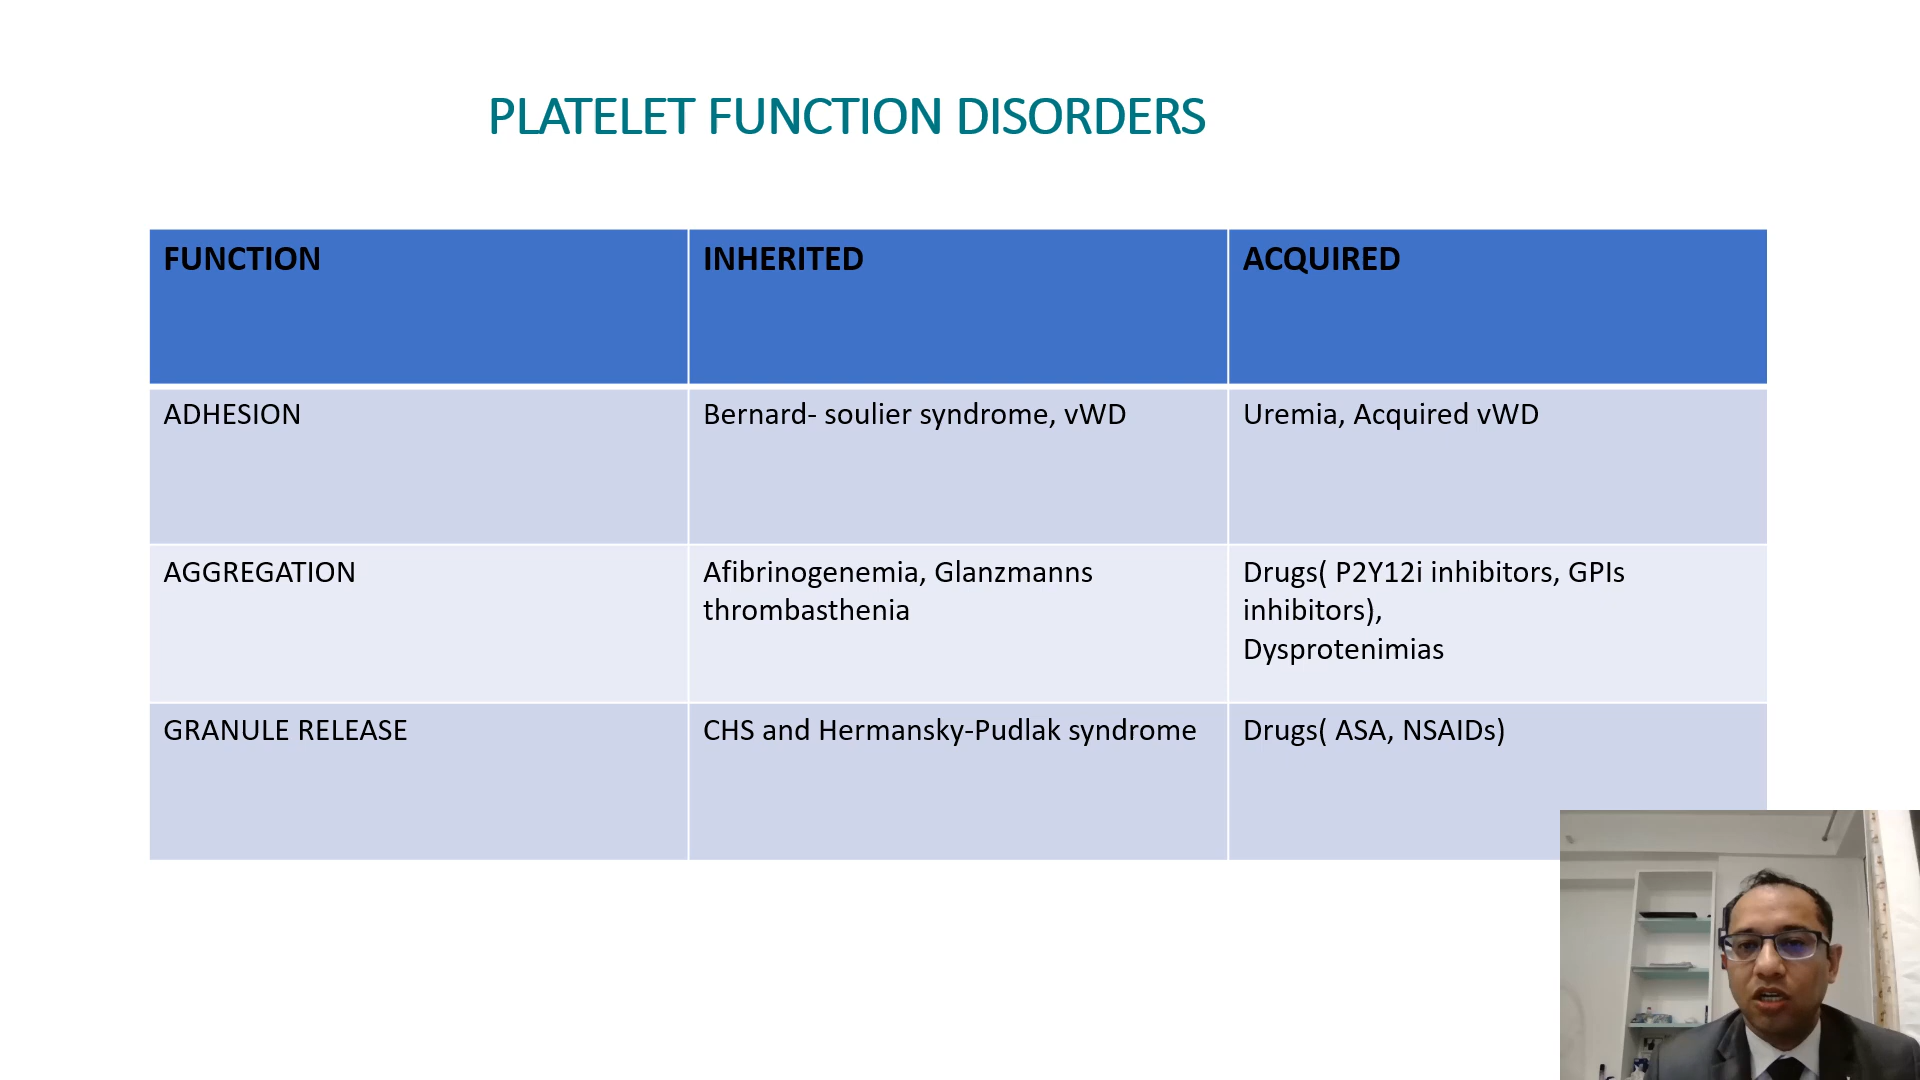 PLATELET FUNCTION DISORDERS
FUNCTION
INHERITED
ACQUIRED
ADHESION
Bernard- soulier syndrome, vWD
Uremia, Acquired vWD
AGGREGATION
Afibrinogenemia, Glanzmanns
thrombasthenia
Drugs( P2Y12i inhibitors, GPIs
inhibitors),
Dysprotenimias
GRANULE RELEASE
CHS and Hermansky-Pudlak syndrome
Drugs( ASA, NSAIDs)